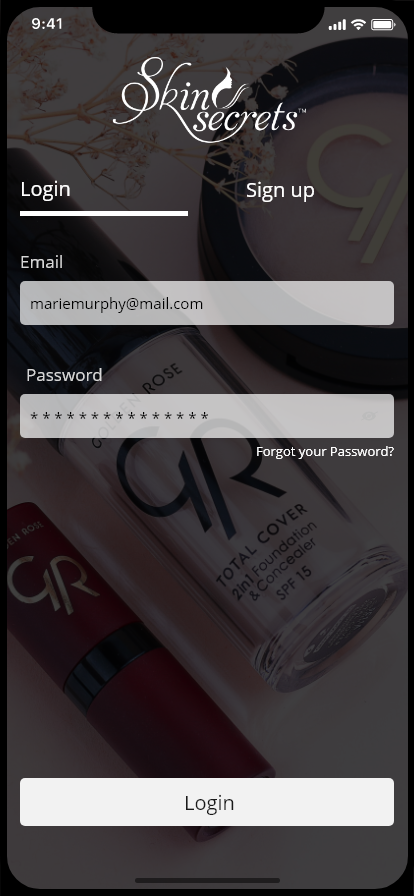 9:41
Skin
secrets™
Login
Sign up
Email
mariemurphy@mail.com
Password
***************
Forgot your Password?
GOLDEN ROSE
GR
TOTAL COVER
2in1 Foundation
& Concealer
SPF 15
GR
Login